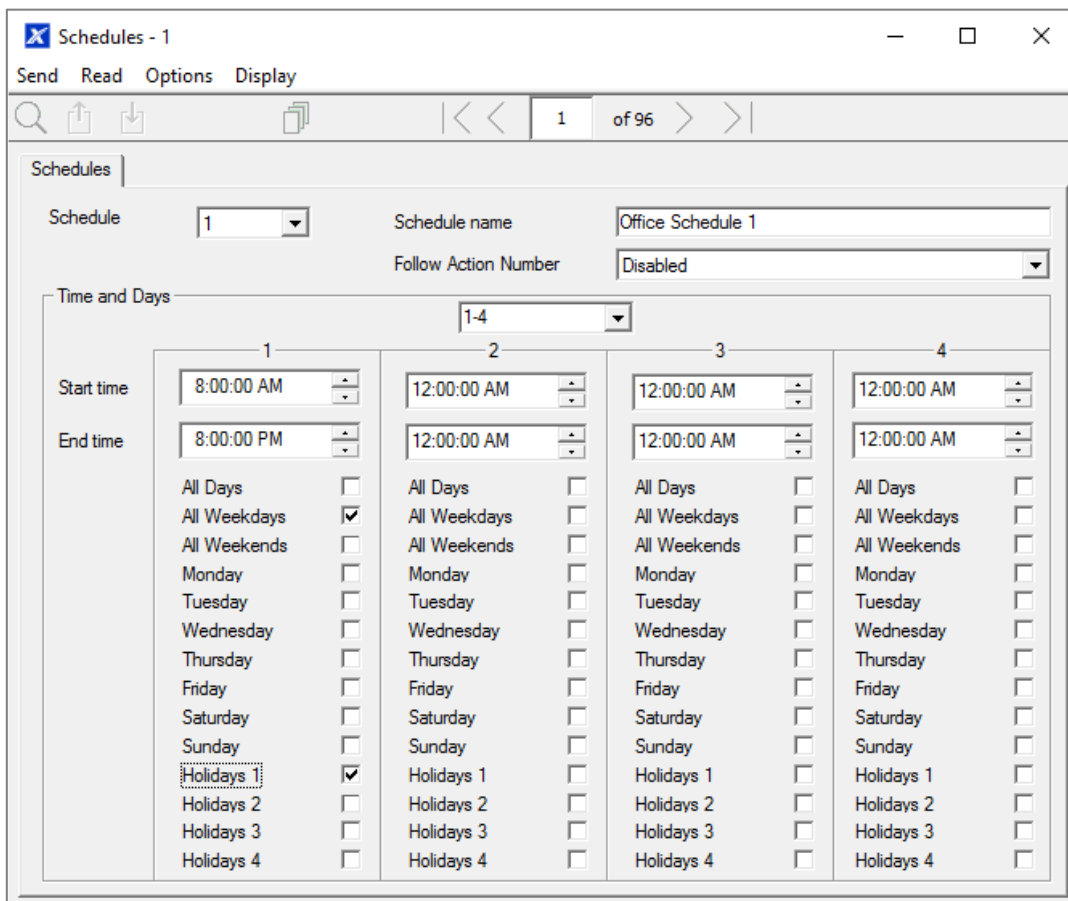 Schedules - 1
Send Read Options Display
1 of 96
Schedules
Schedule 1 Schedule name Office Schedule 1
Follow Action Number Disabled
Time and Days
1-4
1 2 3 4
Start time 8:00:00 AM 12:00:00 AM 12:00:00 AM 12:00:00 AM
End time 8:00:00 PM 12:00:00 AM 12:00:00 AM 12:00:00 AM
All Days All Days All Days All Days
All Weekdays All Weekdays All Weekdays All Weekdays
All Weekends All Weekends All Weekends All Weekends
Monday Monday Monday Monday
Tuesday Tuesday Tuesday Tuesday
Wednesday Wednesday Wednesday Wednesday
Thursday Thursday Thursday Thursday
Friday Friday Friday Friday
Saturday Saturday Saturday Saturday
Sunday Sunday Sunday Sunday
Holidays 1 Holidays 1 Holidays 1 Holidays 1
Holidays 2 Holidays 2 Holidays 2 Holidays 2
Holidays 3 Holidays 3 Holidays 3 Holidays 3
Holidays 4 Holidays 4 Holidays 4 Holidays 4